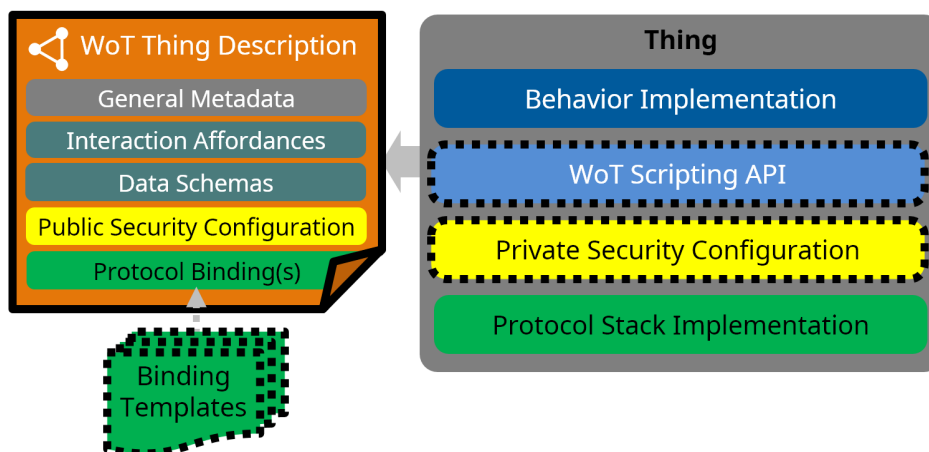 WoT Thing Description
General Metadata
Interaction Affordances
Data Schemas
Public Security Configuration
Protocol Binding(s)
Binding
Templates
Thing
Behavior Implementation
WoT Scripting API
Private Security Configuration
Protocol Stack Implementation